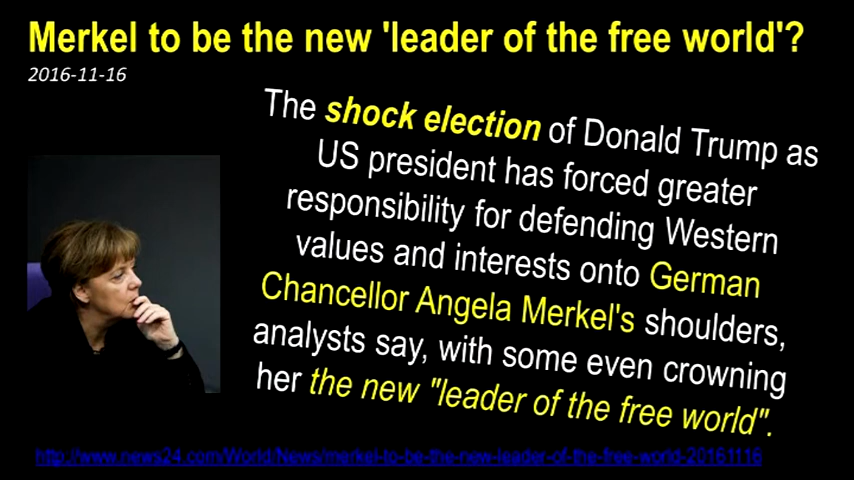 Merkel to be the new 'leader of the free world'?
2016-11-16
The shock election of Donald Trump as
US president has forced greater
responsibility for defending Western
values and interests onto German
Chancellor Angela Merkel's shoulders,
analysts say, with some even crowning
her the new "leader of the free world".
http://www.news24.com/World/News/merkel-to-be-the-new-leader-of-the-free-world-20161116